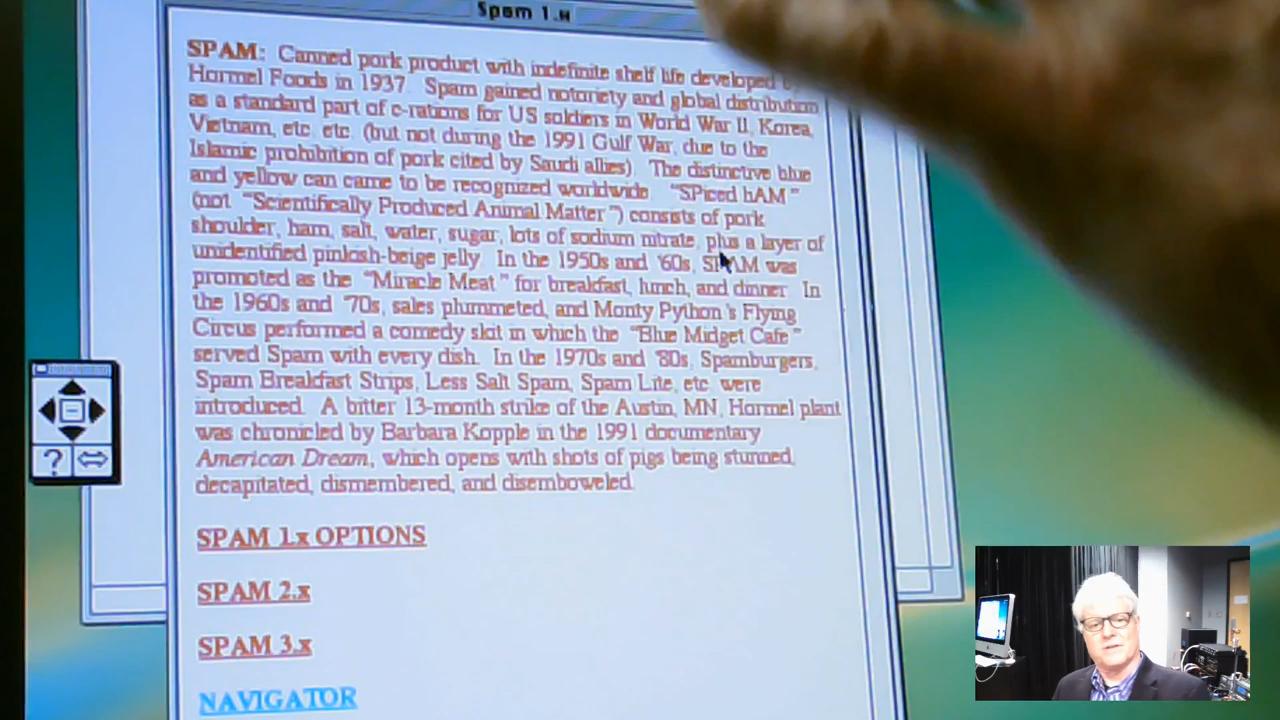 Spam 1.x
SPAM: Canned pork product with indefinite shelf life developed
Hormel Foods in 1937. Spam gained notoriety and global distribution
as a standard part of c-rations for US soldiers in World War II, Korea,
Vietnam, etc. etc. (but not during the 1991 Gulf War, due to the
Islamic prohibition of pork cited by Saudi allies). The distinctive blue
and yellow can came to be recognized worldwide. "SPiced hAM"
(not "Scientifically Produced Animal Matter") consists of pork
shoulder, ham, salt, water, sugar, lots of sodium nitrate, plus a layer of
unidentified pinkish-beige jelly. In the 1950s and '60s, SPAM was
promoted as the "Miracle Meat" for breakfast, lunch, and dinner. In
the 1960s and '70s, sales plummeted, and Monty Python's Flying
Circus performed a comedy skit in which the "Blue Midget Cafe"
served Spam with every dish. In the 1970s and '80s, Spamburgers,
Spam Breakfast Strips, Less Salt Spam, Spam Lite, etc. were
introduced. A bitter 13-month strike of the Austin, MN, Hormel plant
was chronicled by Barbara Kopple in the 1991 documentary
American Dream, which opens with shots of pigs being stunned,
decapitated, dismembered, and disemboweled.
SPAM 1.x OPTIONS
SPAM 2.x
SPAM 3.x
NAVIGATOR
?